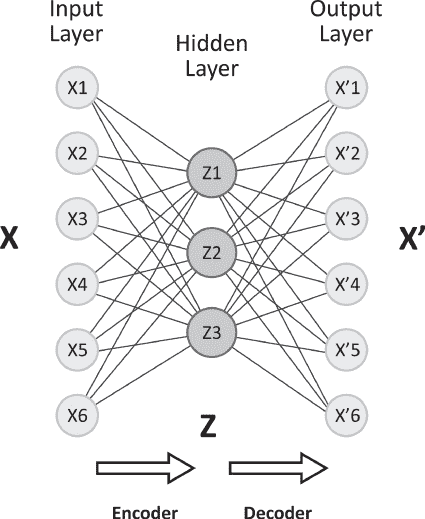 Input
Layer
Hidden
Layer
Output
Layer
X1
X2
X3
X4
X5
X6
X
Z1
Z2
Z3
Z
X'1
X'2
X'3
X'4
X'5
X'6
X'
Encoder
Decoder